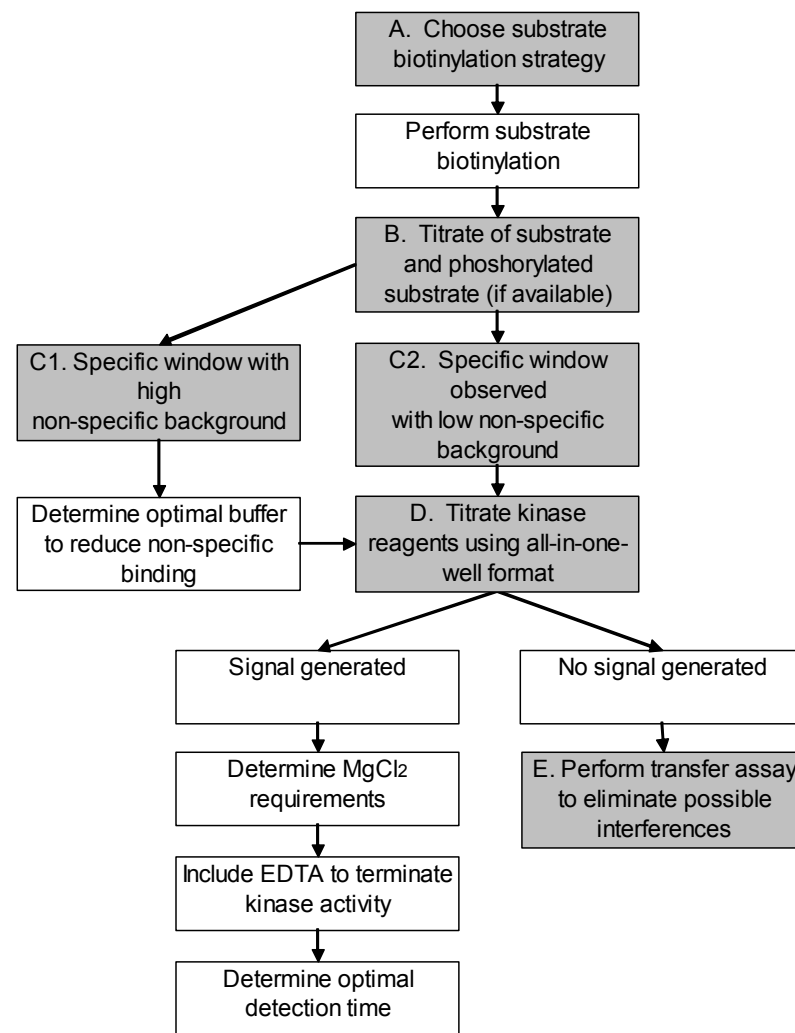 A. Choose substrate
biotinylation strategy
Perform substrate
biotinylation
B. Titrate of substrate
and phoshorylated
substrate (if available)
C1. Specific window with
high
non-specific background
C2. Specific window
observed
with low non-specific
background
Determine optimal buffer
to reduce non-specific
binding
D. Titrate kinase
reagents using all-in-one-
well format
Signal generated
No signal generated
Determine MgCl2
requirements
E. Perform transfer assay
to eliminate possible
interferences
Include EDTA to terminate
kinase activity
Determine optimal
detection time